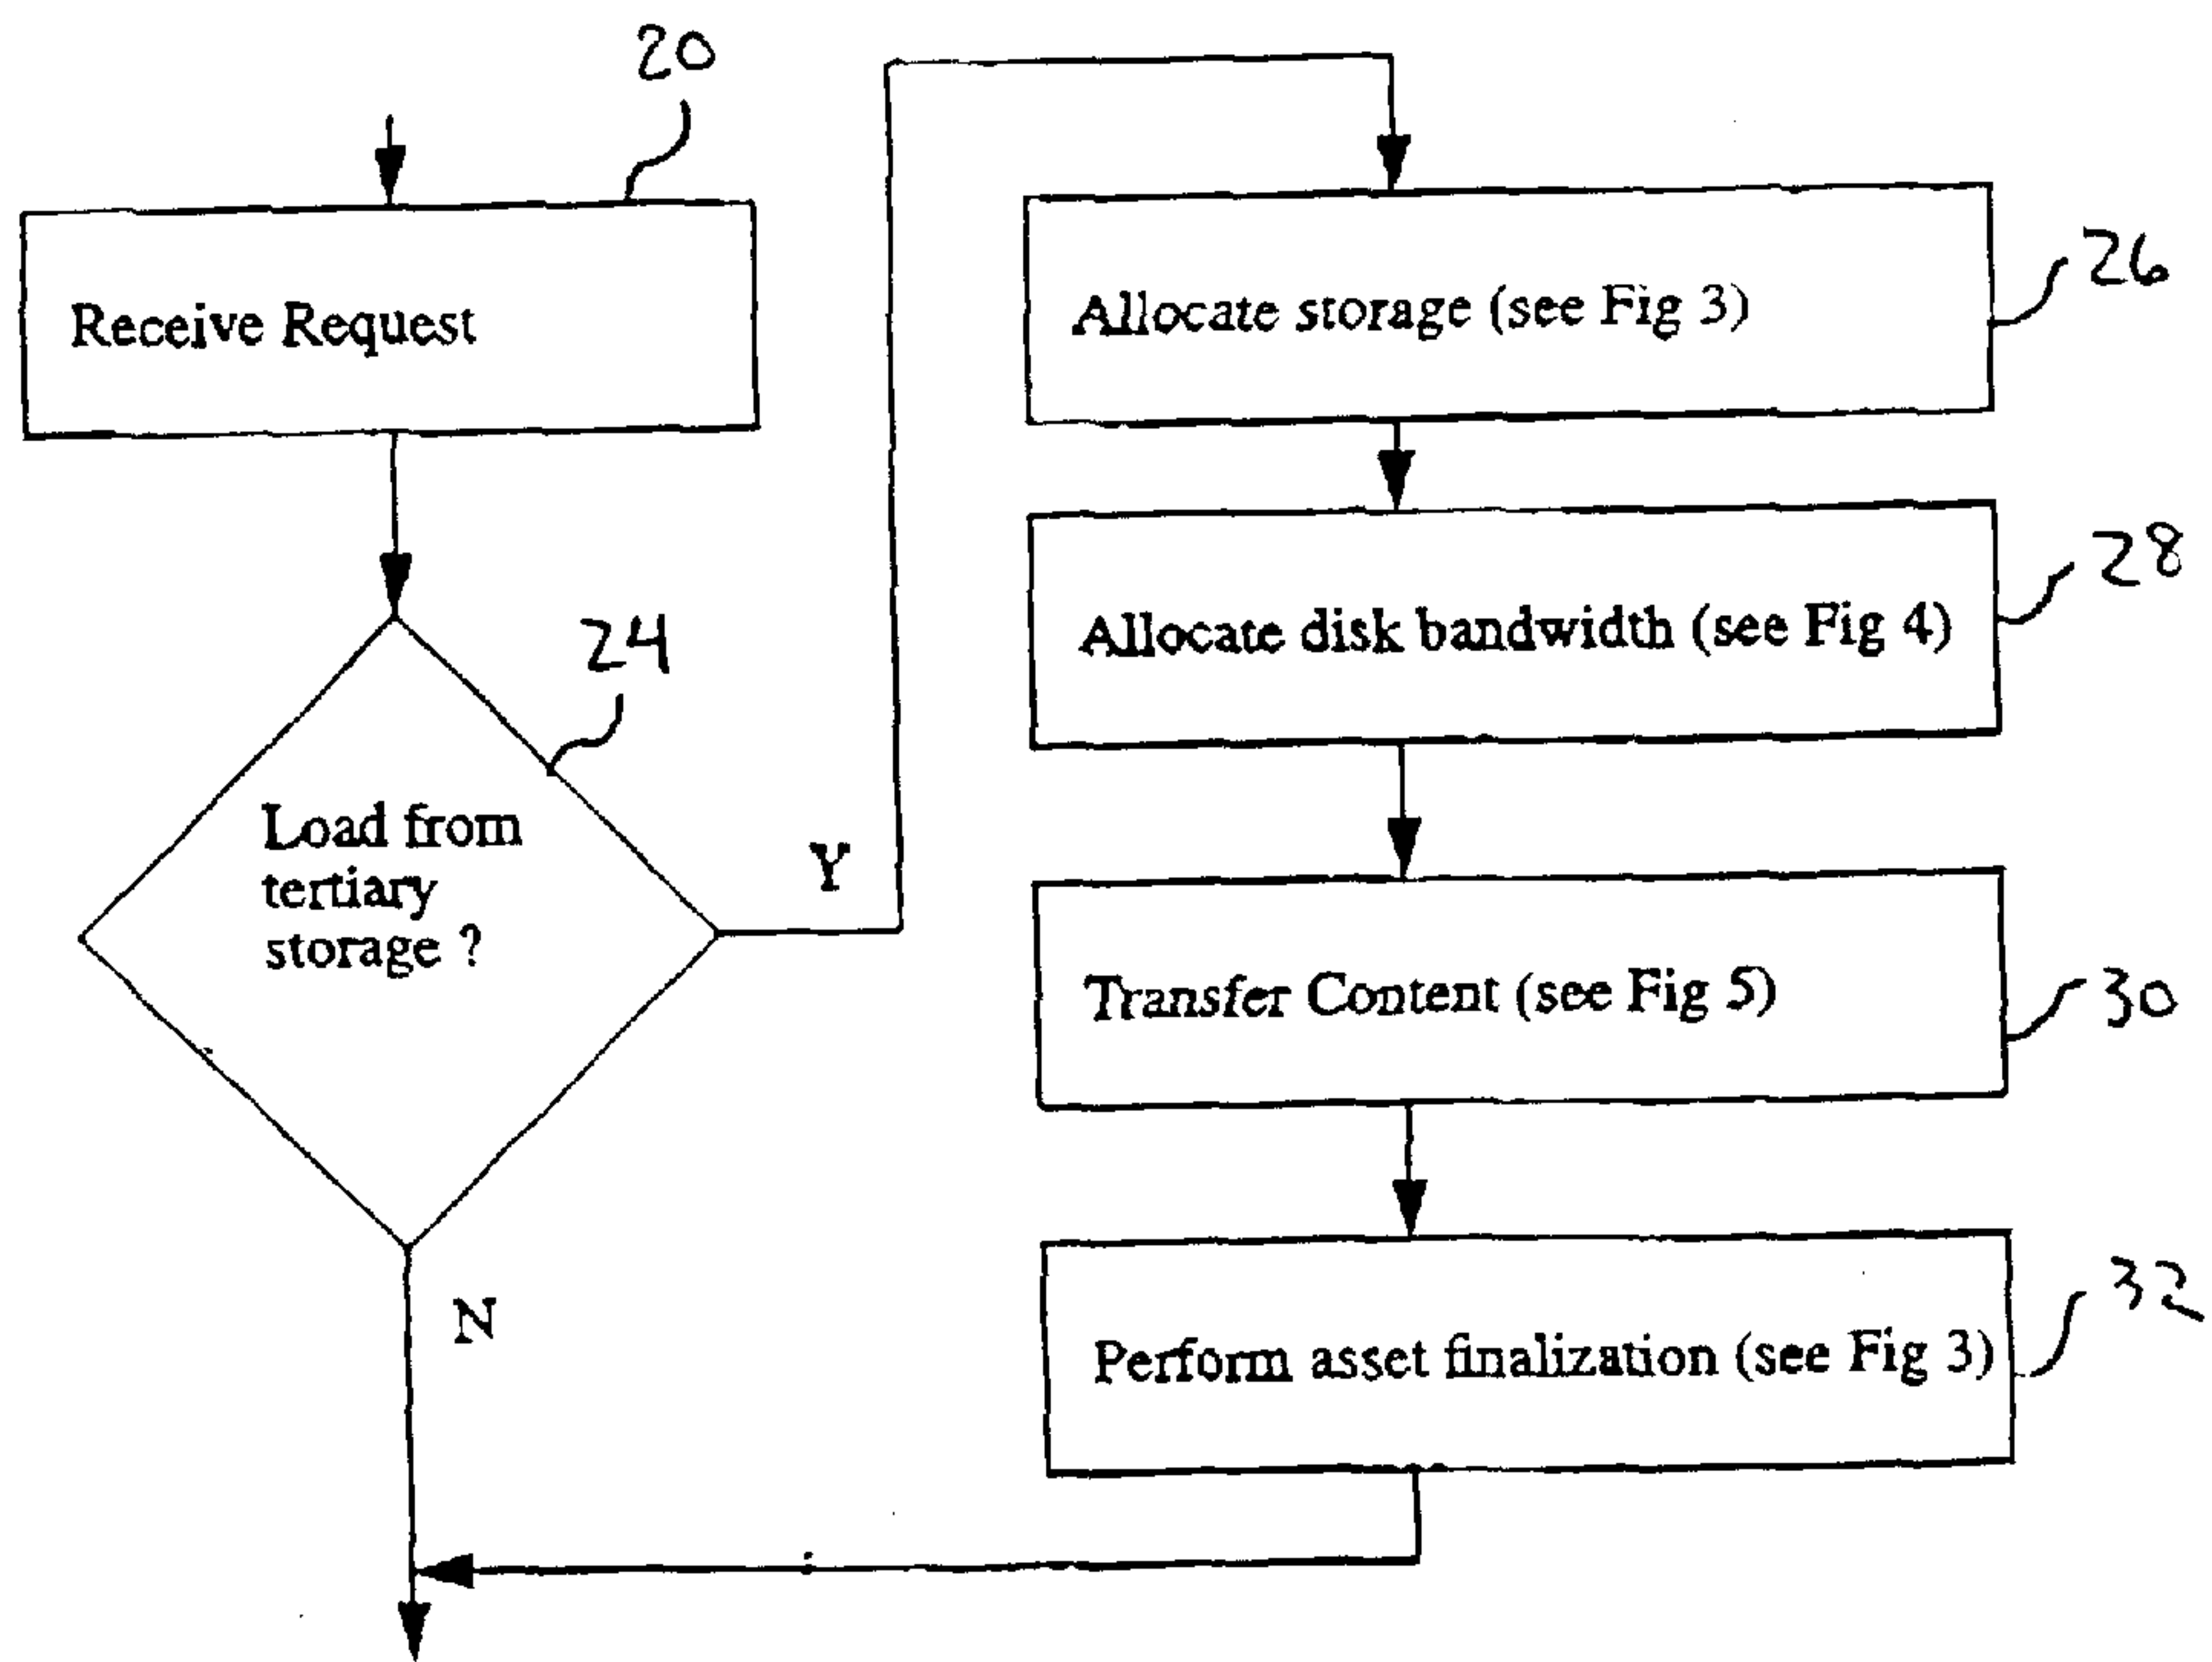 20
Receive Request
24
Load from
tertiary
storage ?
Y
N
Allocate storage (see Fig 3)
26
Allocate disk bandwidth (see Fig 4)
28
Transfer Content (see Fig 5)
30
Perform asset finalization (see Fig 3)
32